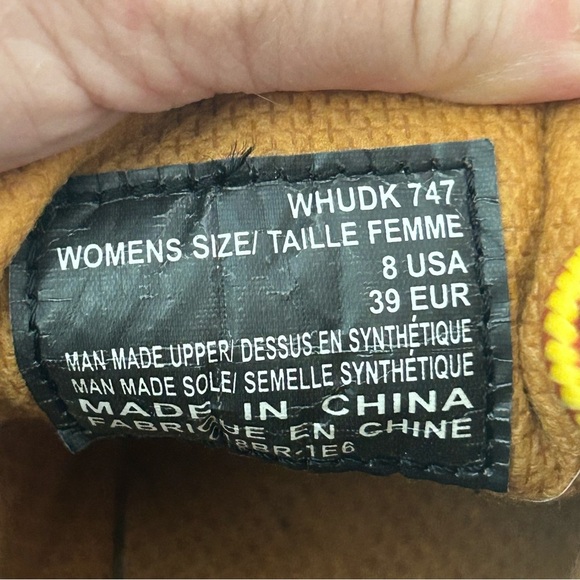 WHUDK 747
WOMENS SIZE/ TAILLE FEMME
8 USA
39 EUR
MAN MADE UPPER/ DESSUS EN SYNTHÉTIQUE
MAN MADE SOLE/ SEMELLE SYNTHÉTIQUE
MADE IN CHINA
EN CHINE